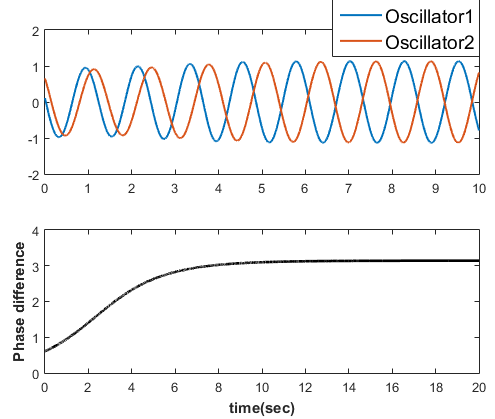 Oscillator1
Oscillator2
2
1
0
-1
-2
0 1 2 3 4 5 6 7 8 9 10
Phase difference
4
3
2
1
0
0 2 4 6 8 10 12 14 16 18 20
time(sec)